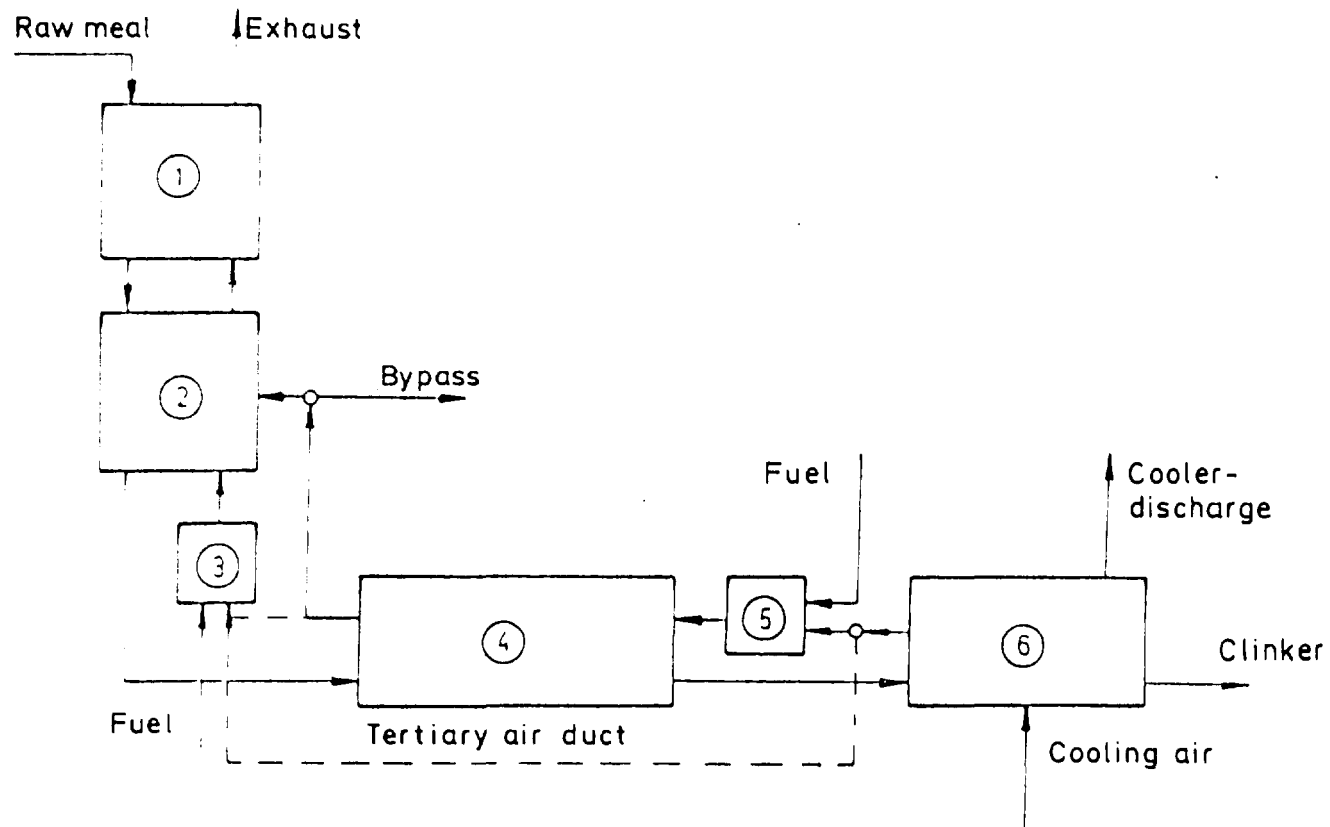 Raw meal
Exhaust
1
2
Bypass
Fuel
Cooler-
discharge
3
4
5
6
Clinker
Fuel
Tertiary air duct
Cooling air